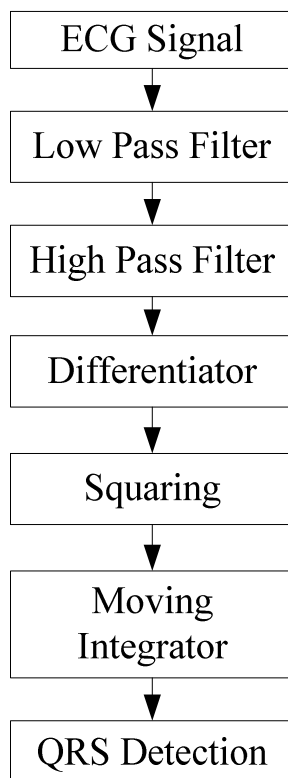 ECG Signal
Low Pass Filter
High Pass Filter
Differentiator
Squaring
Moving
Integrator
QRS Detection